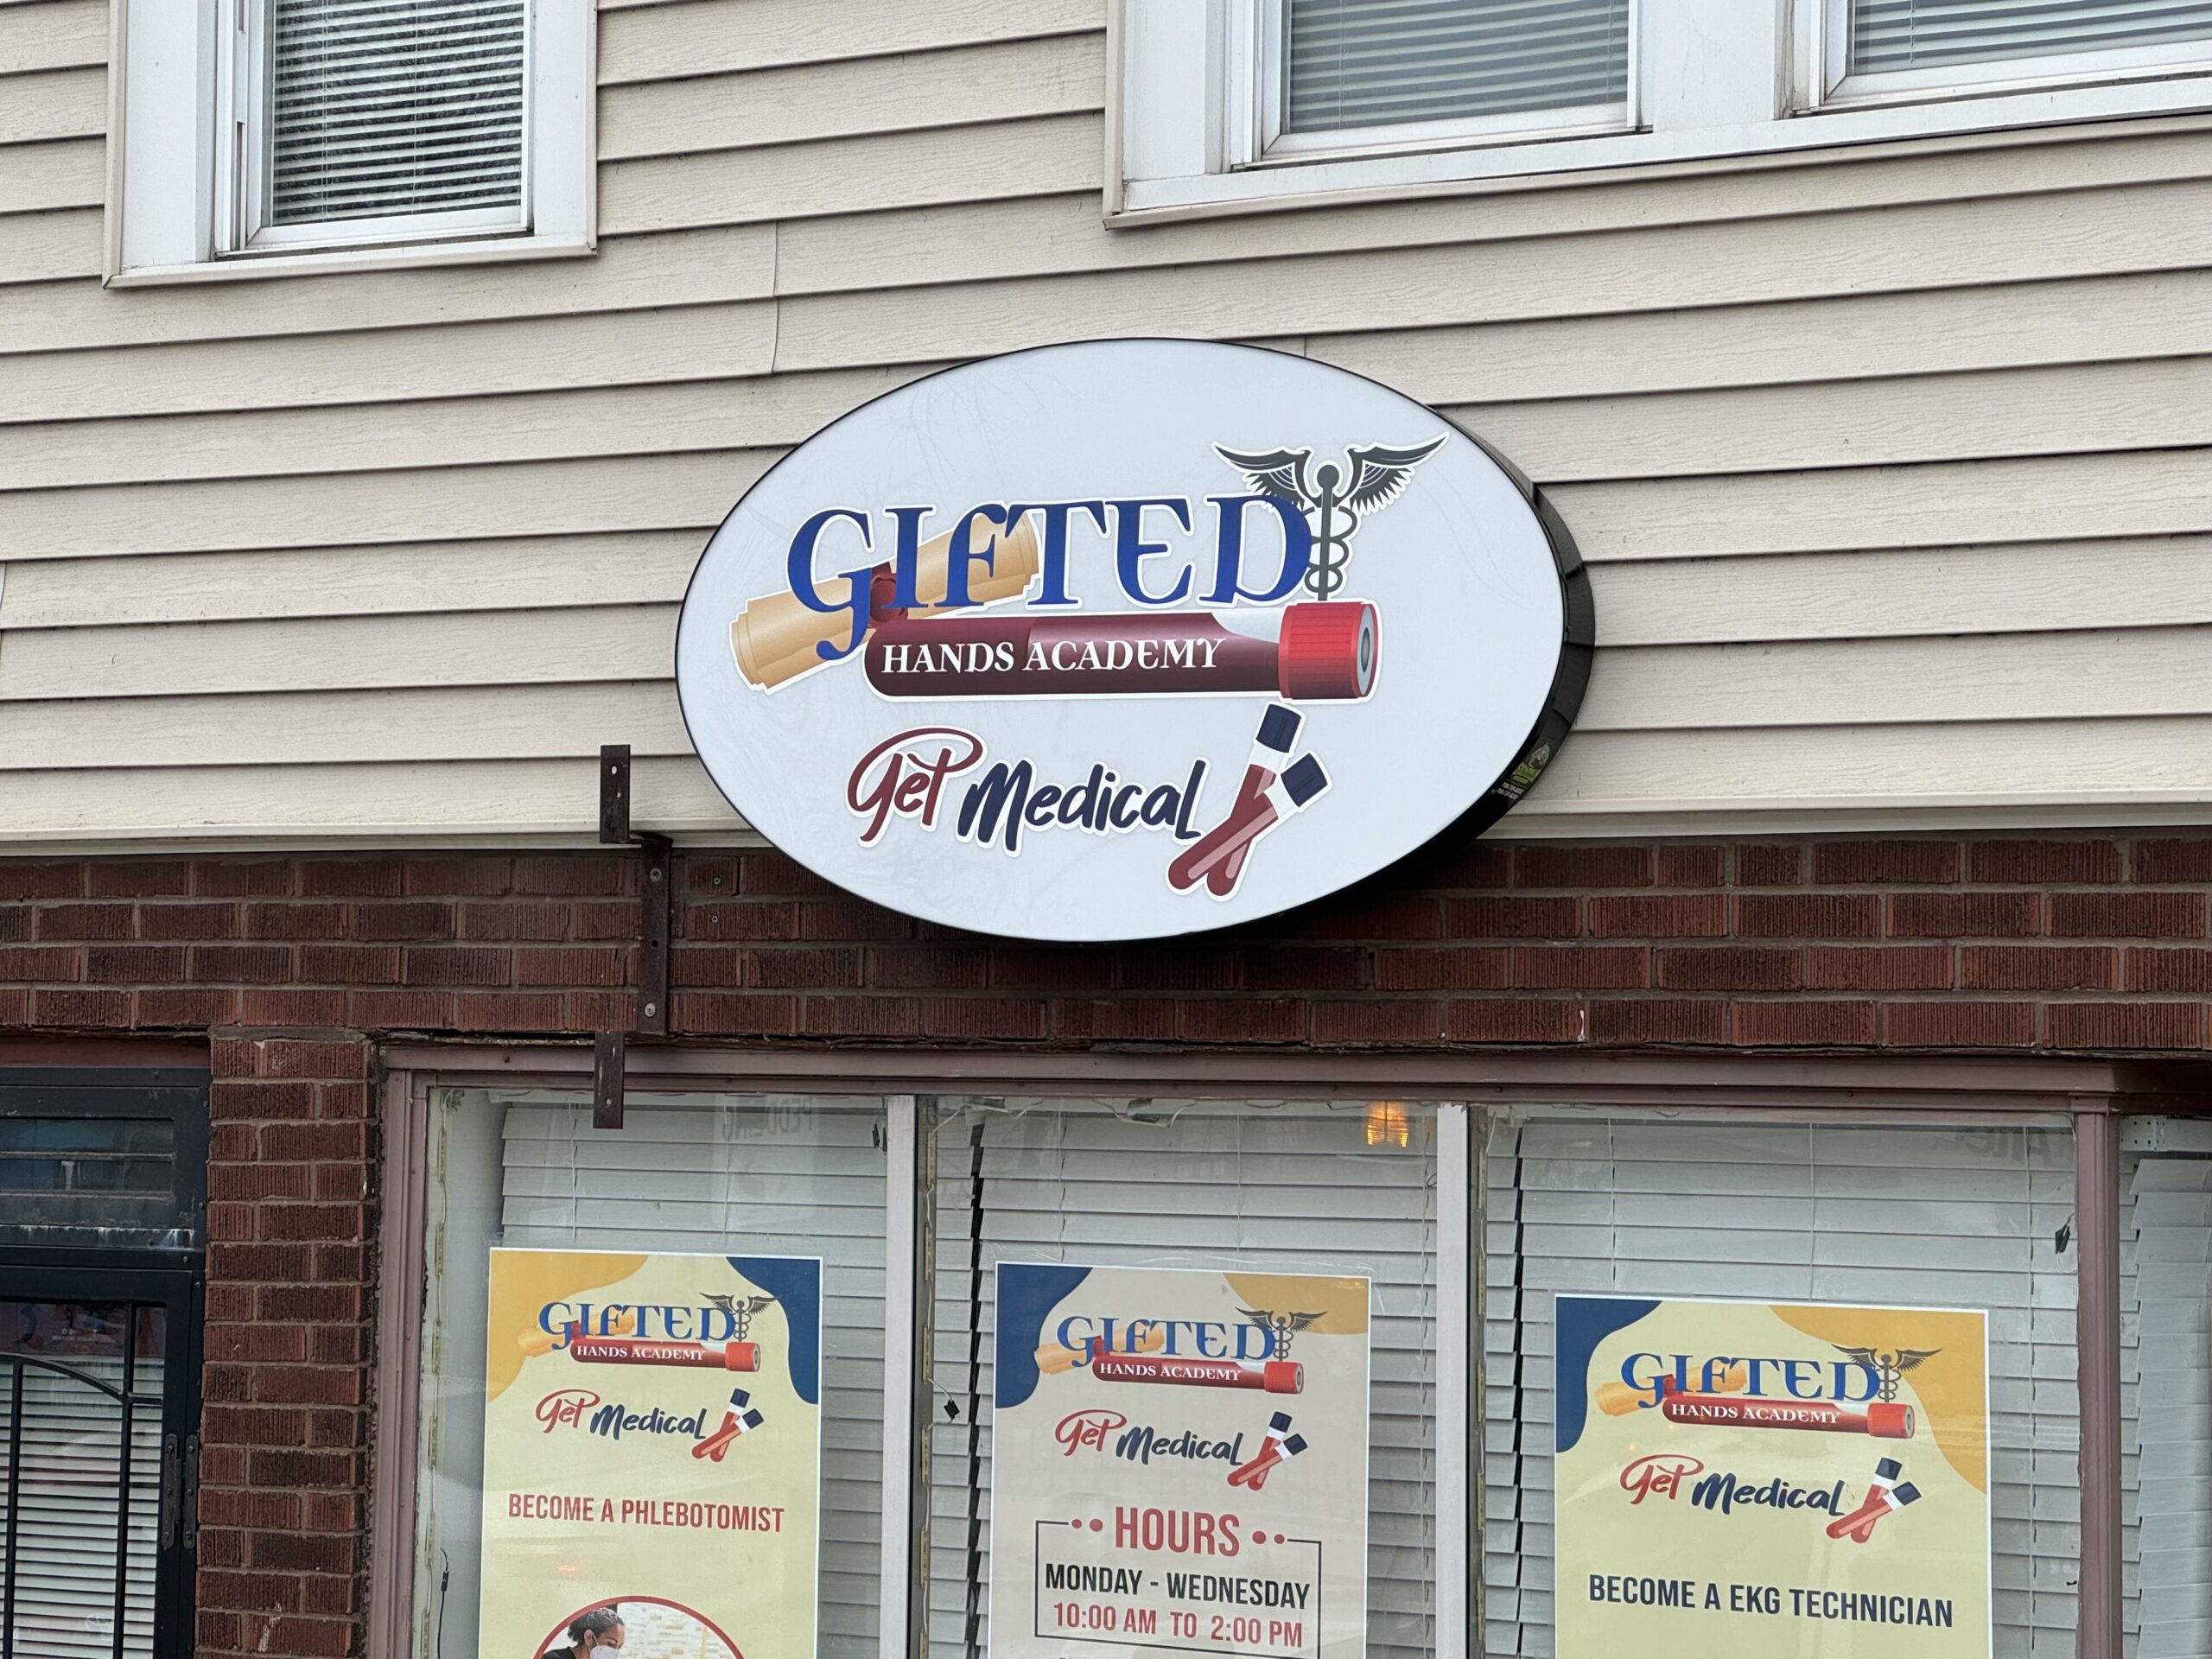 GIFTED
HANDS ACADEMY
Get Medical
GIFTED
HANDS ACADEMY
Get Medical
BECOME A PHLEBOTOMIST
GIFTED
HANDS ACADEMY
Get Medical
HOURS
MONDAY - WEDNESDAY
10:00 AM TO 2:00 PM
GIFTED
HANDS ACADEMY
Get Medical
BECOME A EKG TECHNICIAN